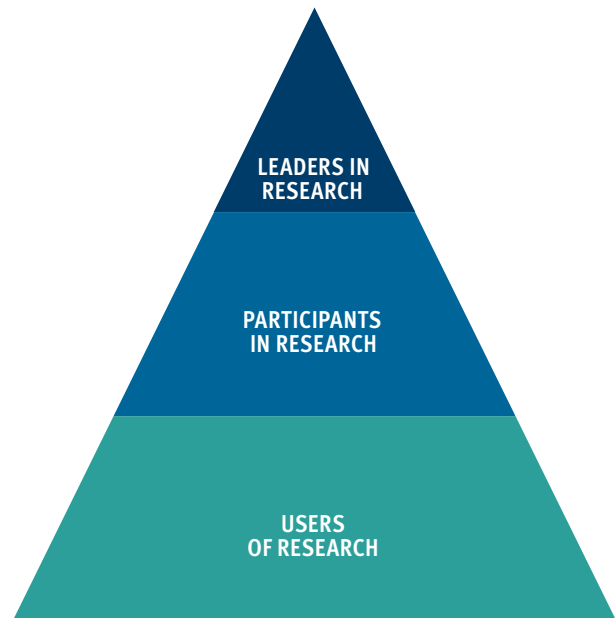 LEADERS IN
RESEARCH
PARTICIPANTS
IN RESEARCH
USERS
OF RESEARCH